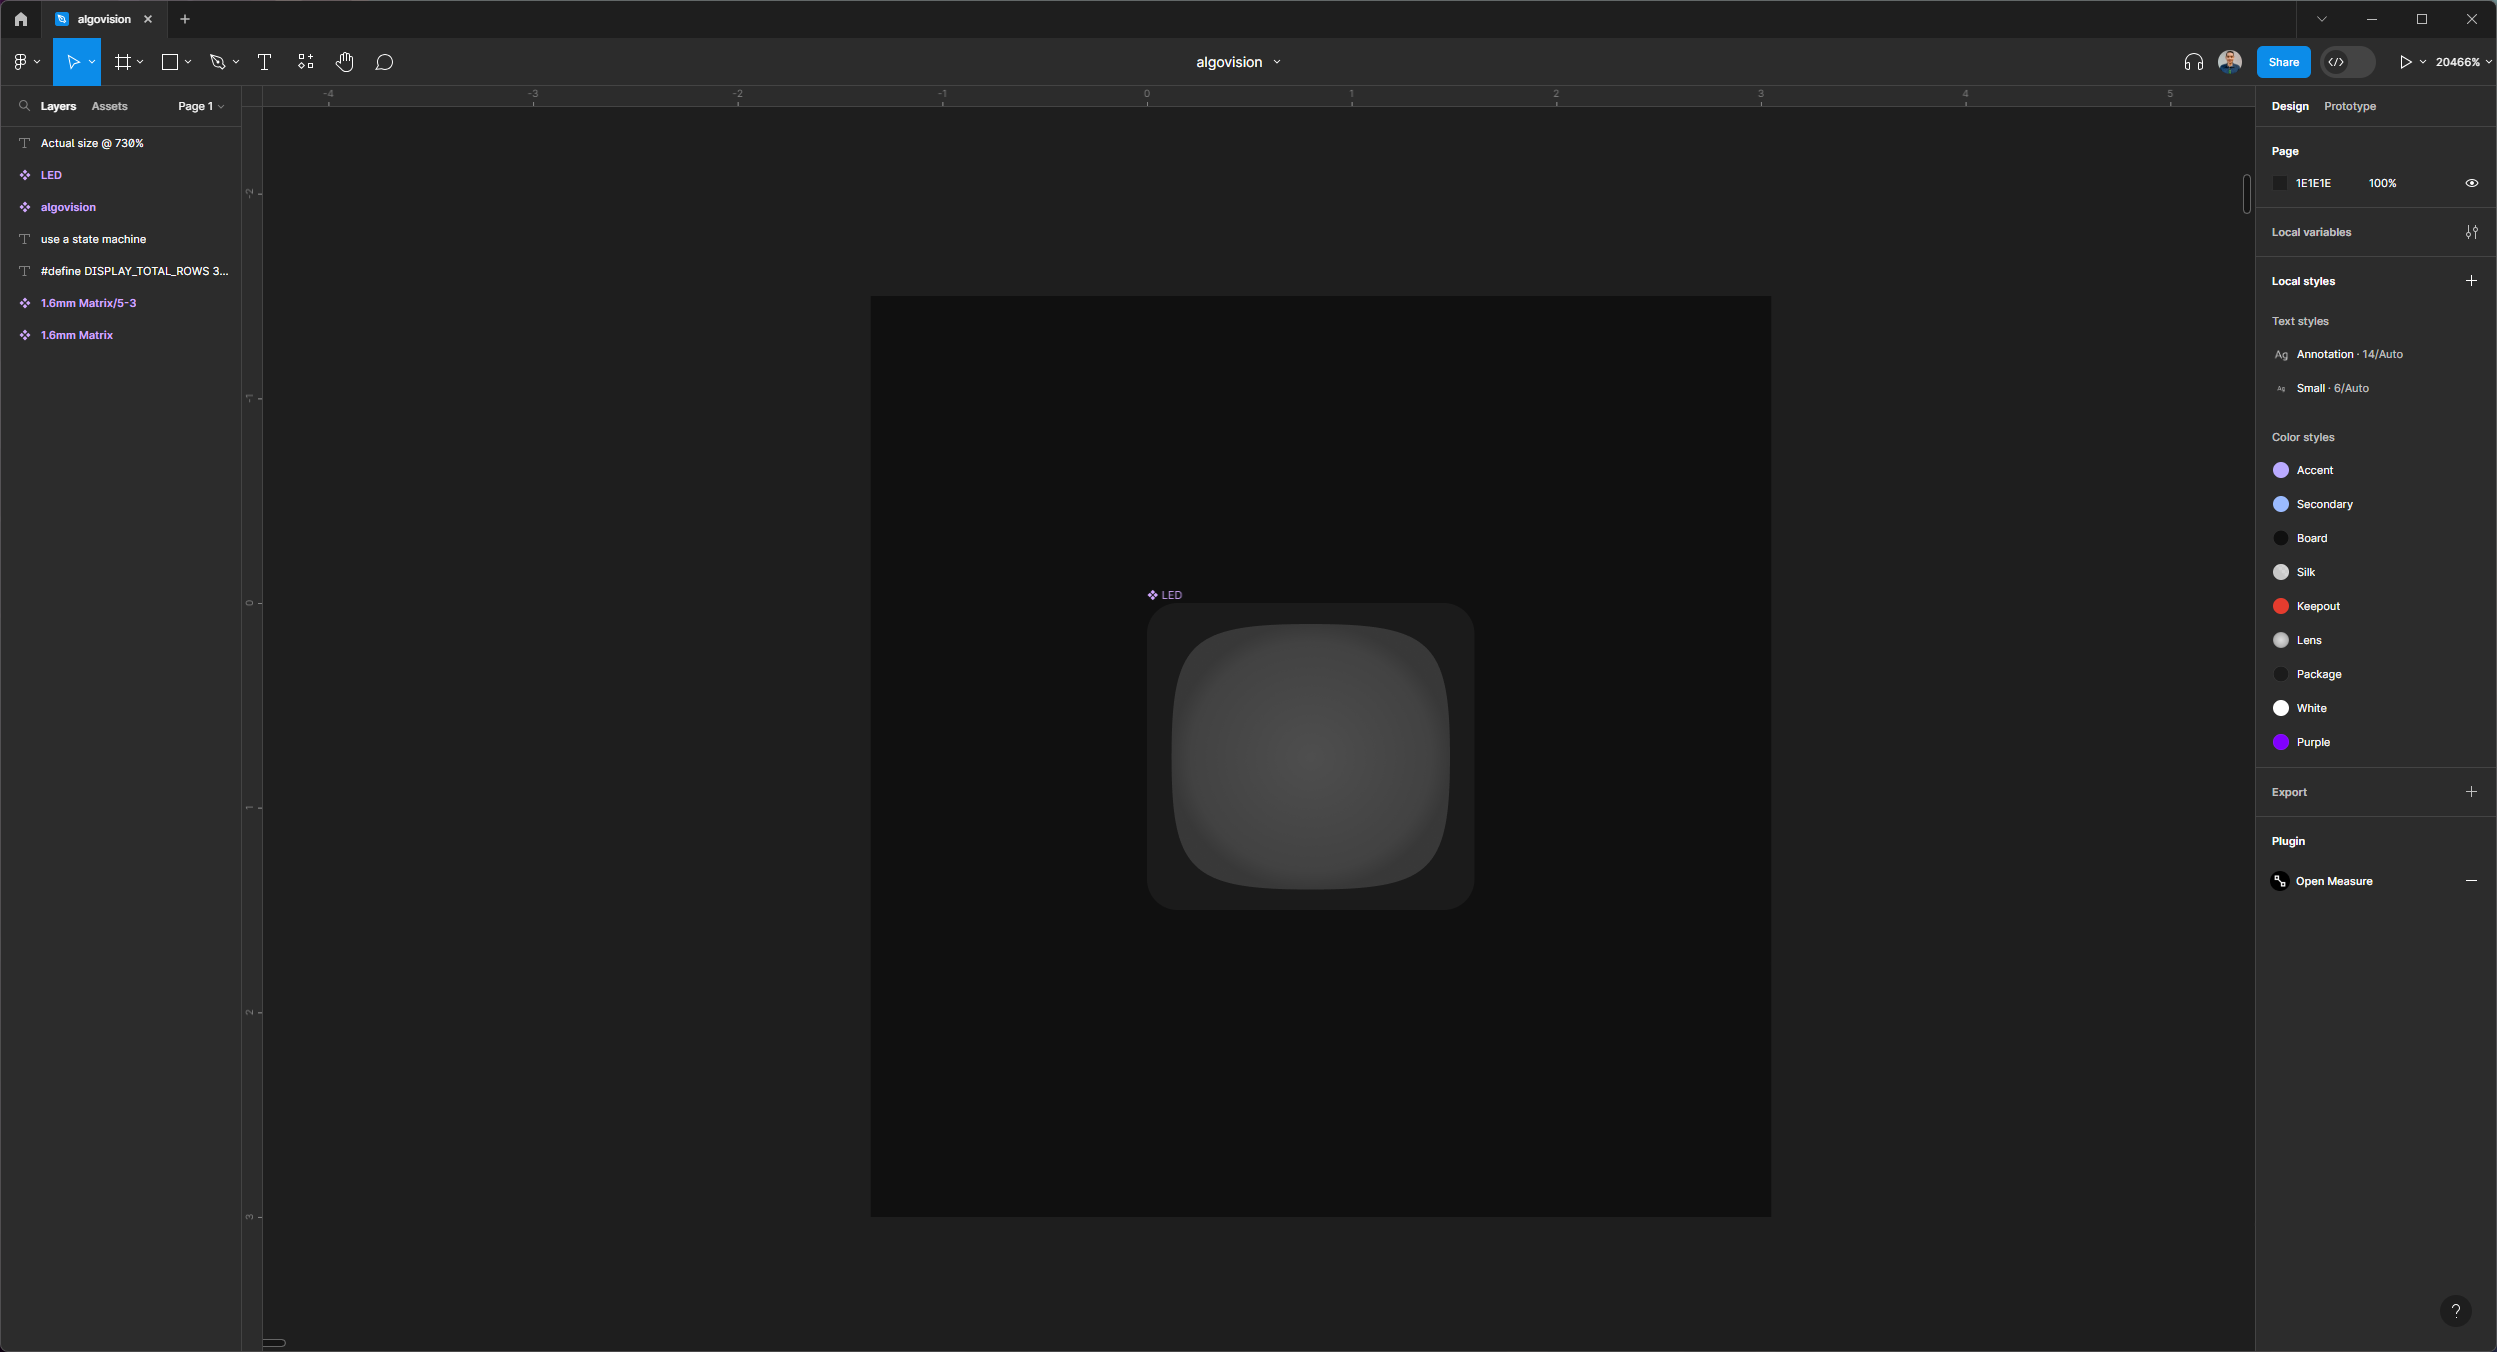 algovision
algovision
Share
20466%
Layers
Assets
Page 1
Actual size @ 730%
LED
algovision
use a state machine
#define DISPLAY_TOTAL_ROWS 3...
1.6mm Matrix/5-3
1.6mm Matrix
-4
-3
-2
-1
0
1
2
3
4
5
-2
-1
0
1
2
3
LED
Design
Prototype
Page
1E1E1E
100%
Local variables
Local styles
Text styles
Ag Annotation · 14/Auto
Ag Small · 6/Auto
Color styles
Accent
Secondary
Board
Silk
Keepout
Lens
Package
White
Purple
Export
Plugin
Open Measure
?